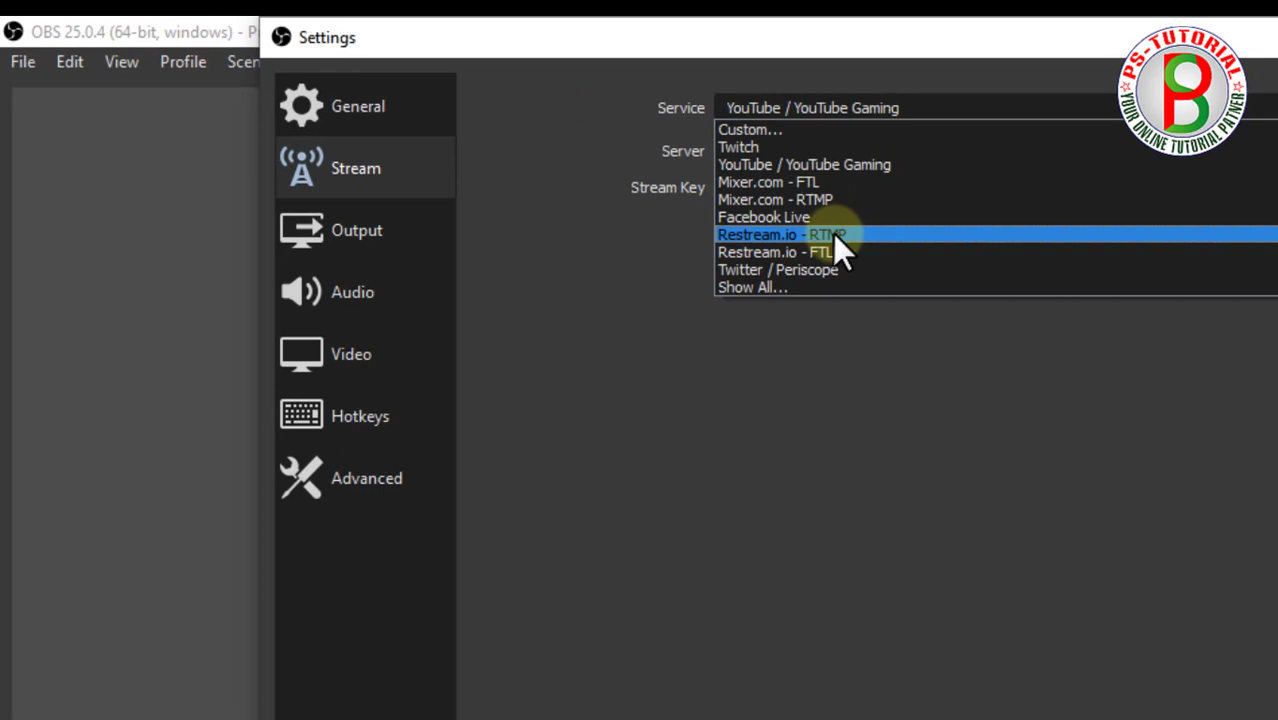 OBS 25.0.4 (64-bit, windows) - P
File Edit View Profile Scen
Settings
General
Stream
Output
Audio
Video
Hotkeys
Advanced
Service YouTube / YouTube Gaming
Server
Stream Key
Custom...
Twitch
YouTube / YouTube Gaming
Mixer.com - FTL
Mixer.com - RTMP
Facebook Live
Restream.io - RTMP
Restream.io - FTL
Twitter / Periscope
Show All...
PS-TUTORIAL
PS
YOUR ONLINE TUTORIAL PATNER